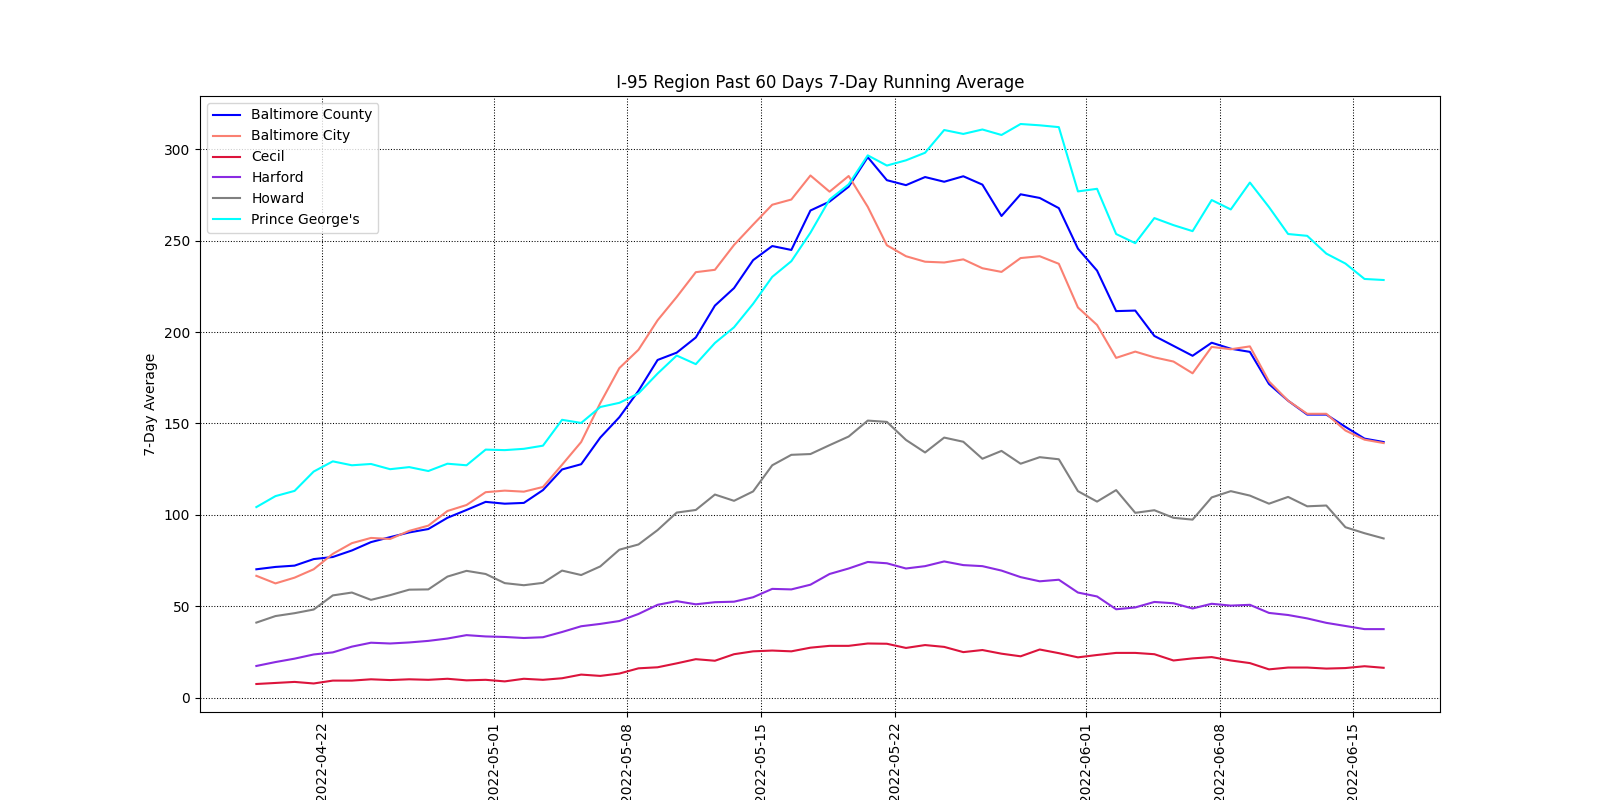 I-95 Region Past 60 Days 7-Day Running Average
Baltimore County
Baltimore City
Cecil
Harford
Howard
Prince George's
300
250
200
150
100
50
0
7-Day Average
2022-04-22
2022-05-01
2022-05-08
2022-05-15
2022-05-22
2022-06-01
2022-06-08
2022-06-15